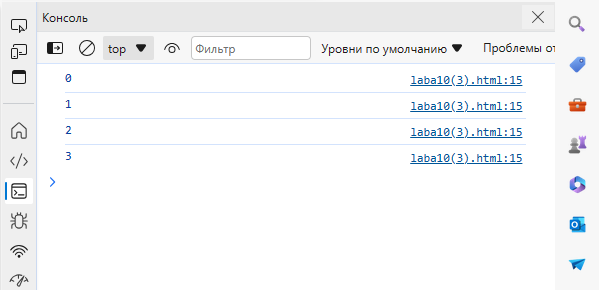 Консоль
top Фильтр Уровни по умолчанию Проблемы от
0 laba10(3).html:15
1 laba10(3).html:15
2 laba10(3).html:15
3 laba10(3).html:15